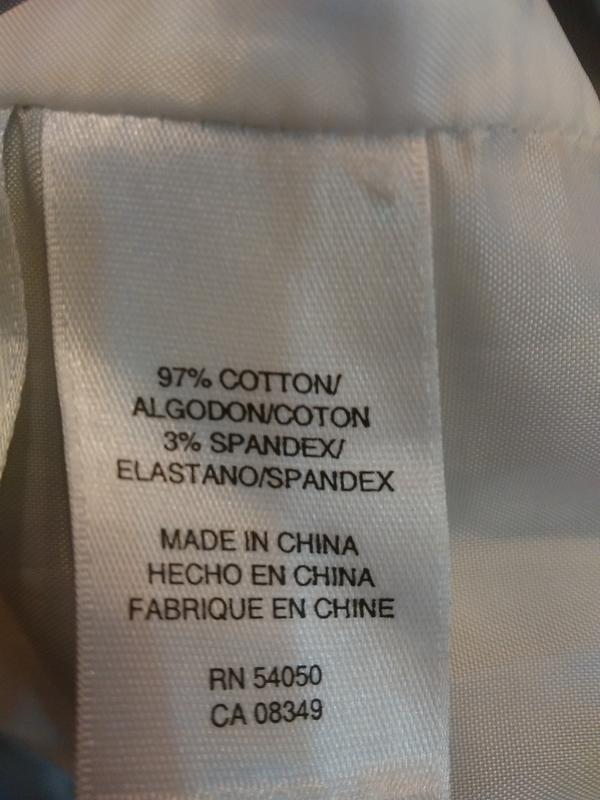 97% COTTON/
ALGODON/COTON
3% SPANDEX/
ELASTANO/SPANDEX
MADE IN CHINA
HECHO EN CHINA
FABRIQUE EN CHINE
RN 54050
CA 08349